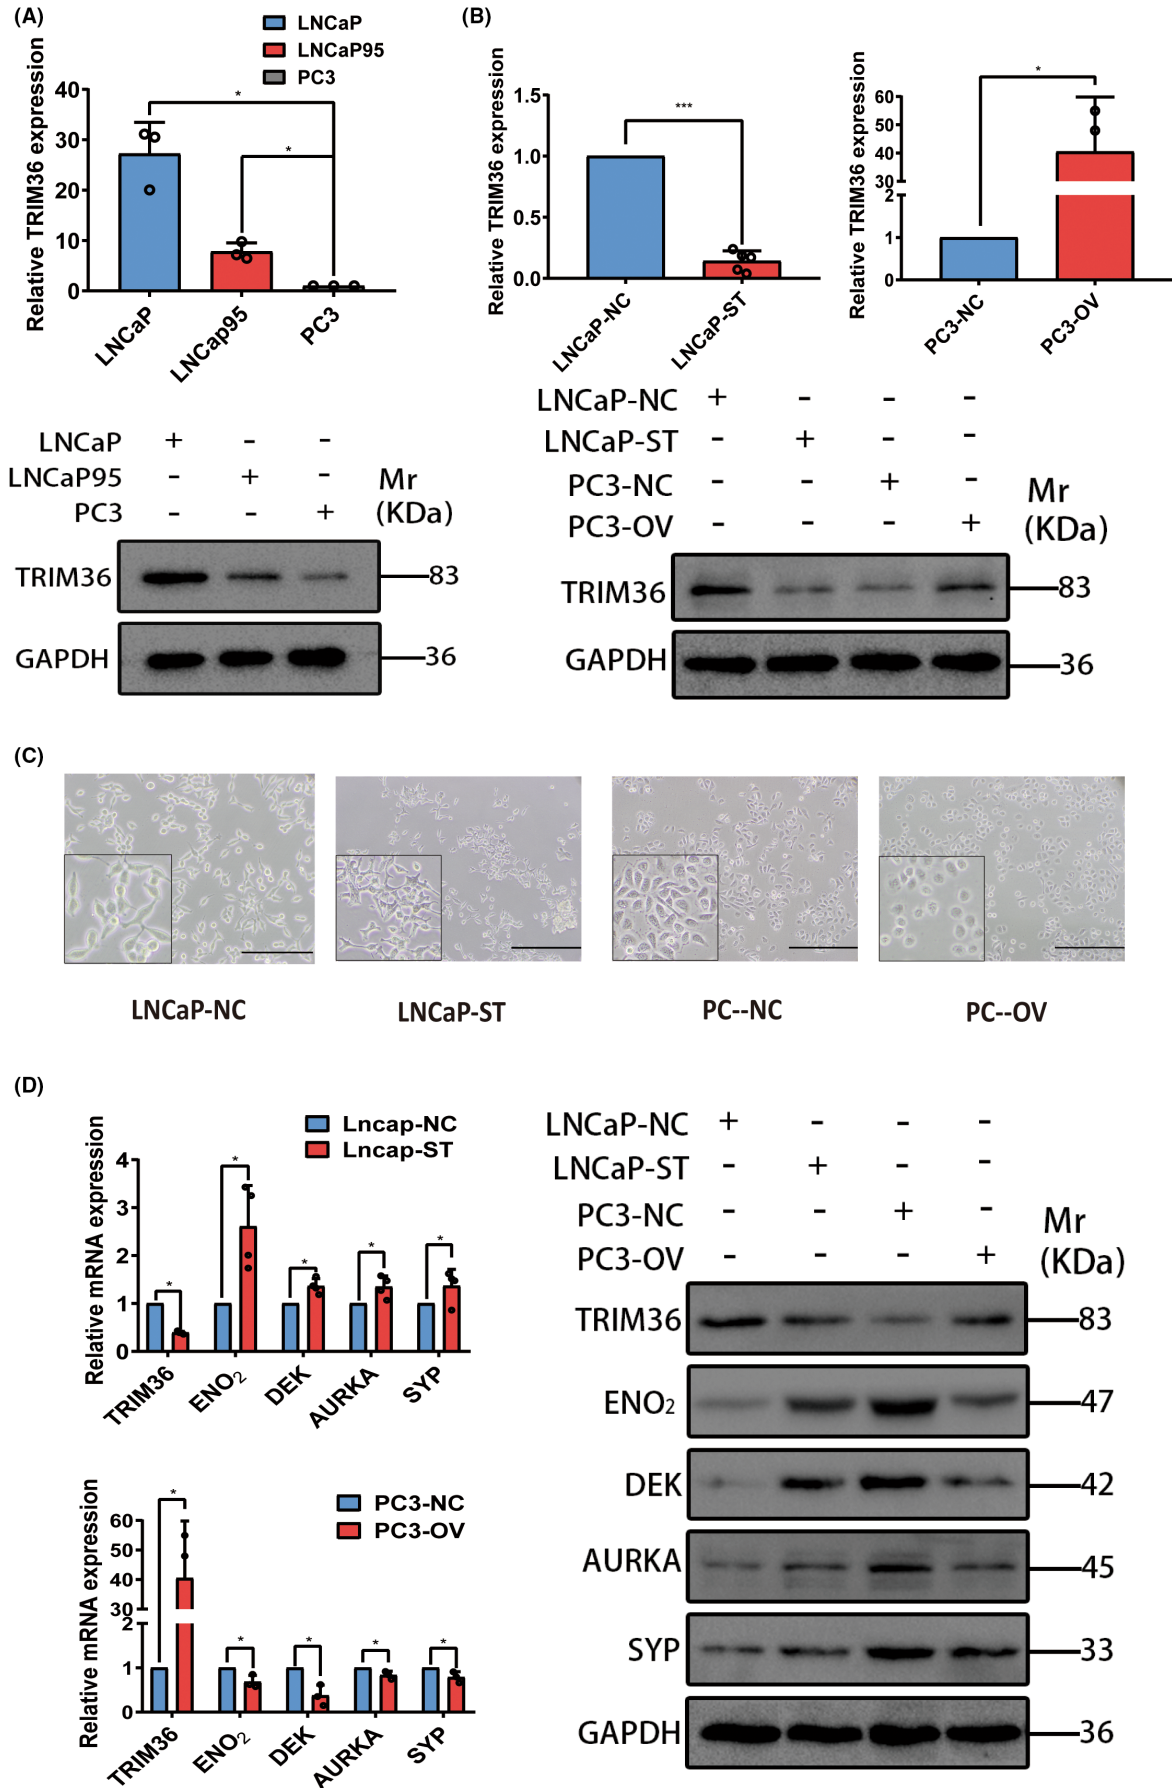 (A)
LNCaP
LNCaP95
PC3
Relative TRIM36 expression
40
30
20
10
0
*
*
LNCaP
LNCap95
PC3
LNCaP + - -
LNCaP95 - + - Mr
PC3 - - + (KDa)
TRIM36 83
GAPDH 36
(B)
Relative TRIM36 expression
1.5
1.0
0.5
0.0
***
LNCaP-NC
LNCaP-ST
Relative TRIM36 expression
60
50
40
30
2
1
0
*
PC3-NC
PC3-OV
LNCaP-NC + - - -
LNCaP-ST - + - -
PC3-NC - - + - Mr
PC3-OV - - - + (KDa)
TRIM36 83
GAPDH 36
(C)
LNCaP-NC
LNCaP-ST
PC--NC
PC--OV
(D)
Lncap-NC
Lncap-ST
Relative mRNA expression
4
3
2
1
0
* * * * *
TRIM36
ENO2
DEK
AURKA
SYP
PC3-NC
PC3-OV
Relative mRNA expression
60
50
40
30
2
1
0
* * * * *
TRIM36
ENO2
DEK
AURKA
SYP
LNCaP-NC + - - -
LNCaP-ST - + - -
PC3-NC - - + - Mr
PC3-OV - - - + (KDa)
TRIM36 83
ENO2 47
DEK 42
AURKA 45
SYP 33
GAPDH 36